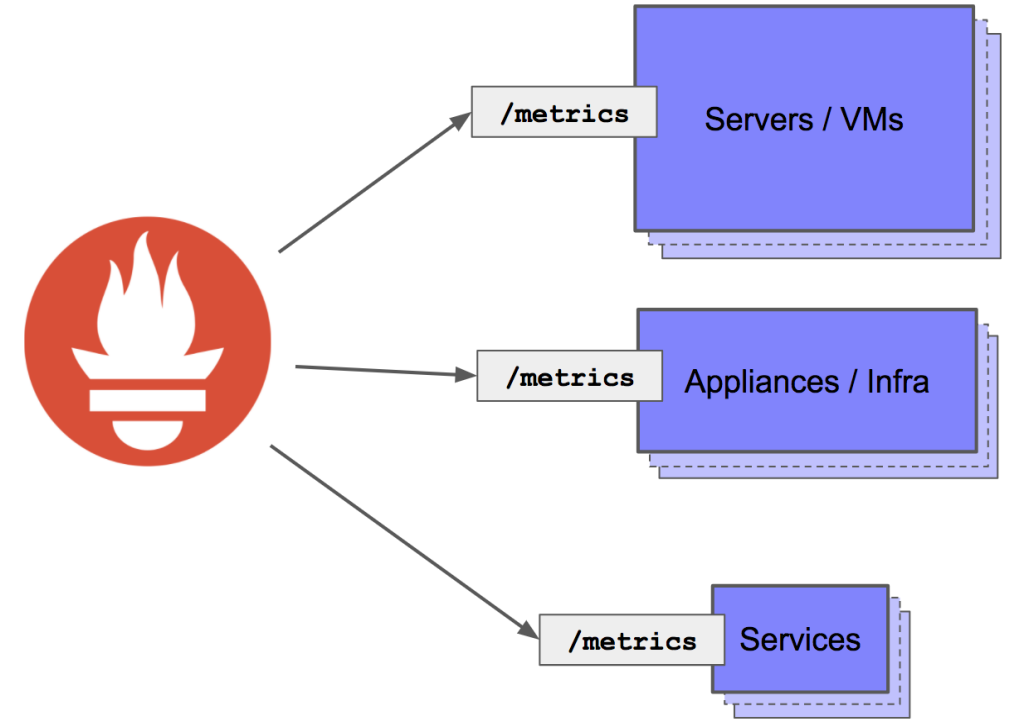 /metrics
Servers / VMs
/metrics
Appliances / Infra
/metrics
Services